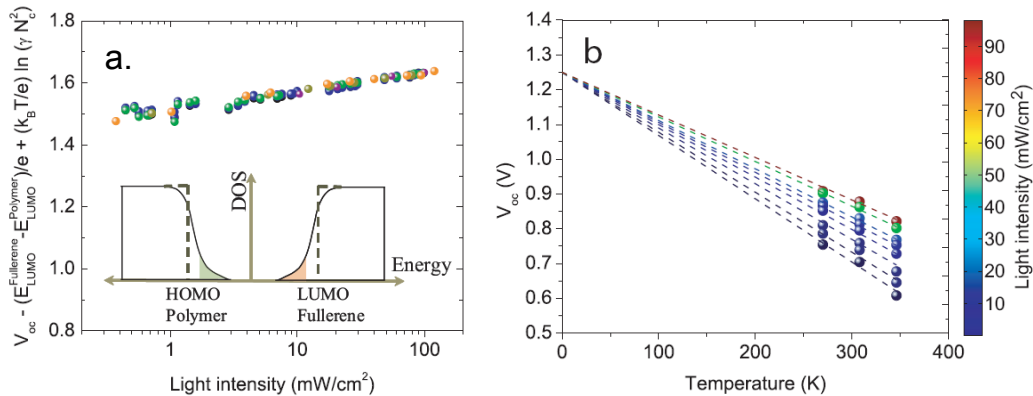 a.
V_oc - (E_LUMO^Fullerene - E_LUMO^Polymer)/e + (k_B T/e) ln (γ N_c^2)
1.8
1.6
1.4
1.2
1.0
0.8
DOS
Energy
HOMO
Polymer
LUMO
Fullerene
1
10
100
Light intensity (mW/cm²)
b
V_oc (V)
1.4
1.3
1.2
1.1
1.0
0.9
0.8
0.7
0.6
0.5
0
100
200
300
400
Temperature (K)
90
80
70
60
50
40
30
20
10
Light intensity (mW/cm²)